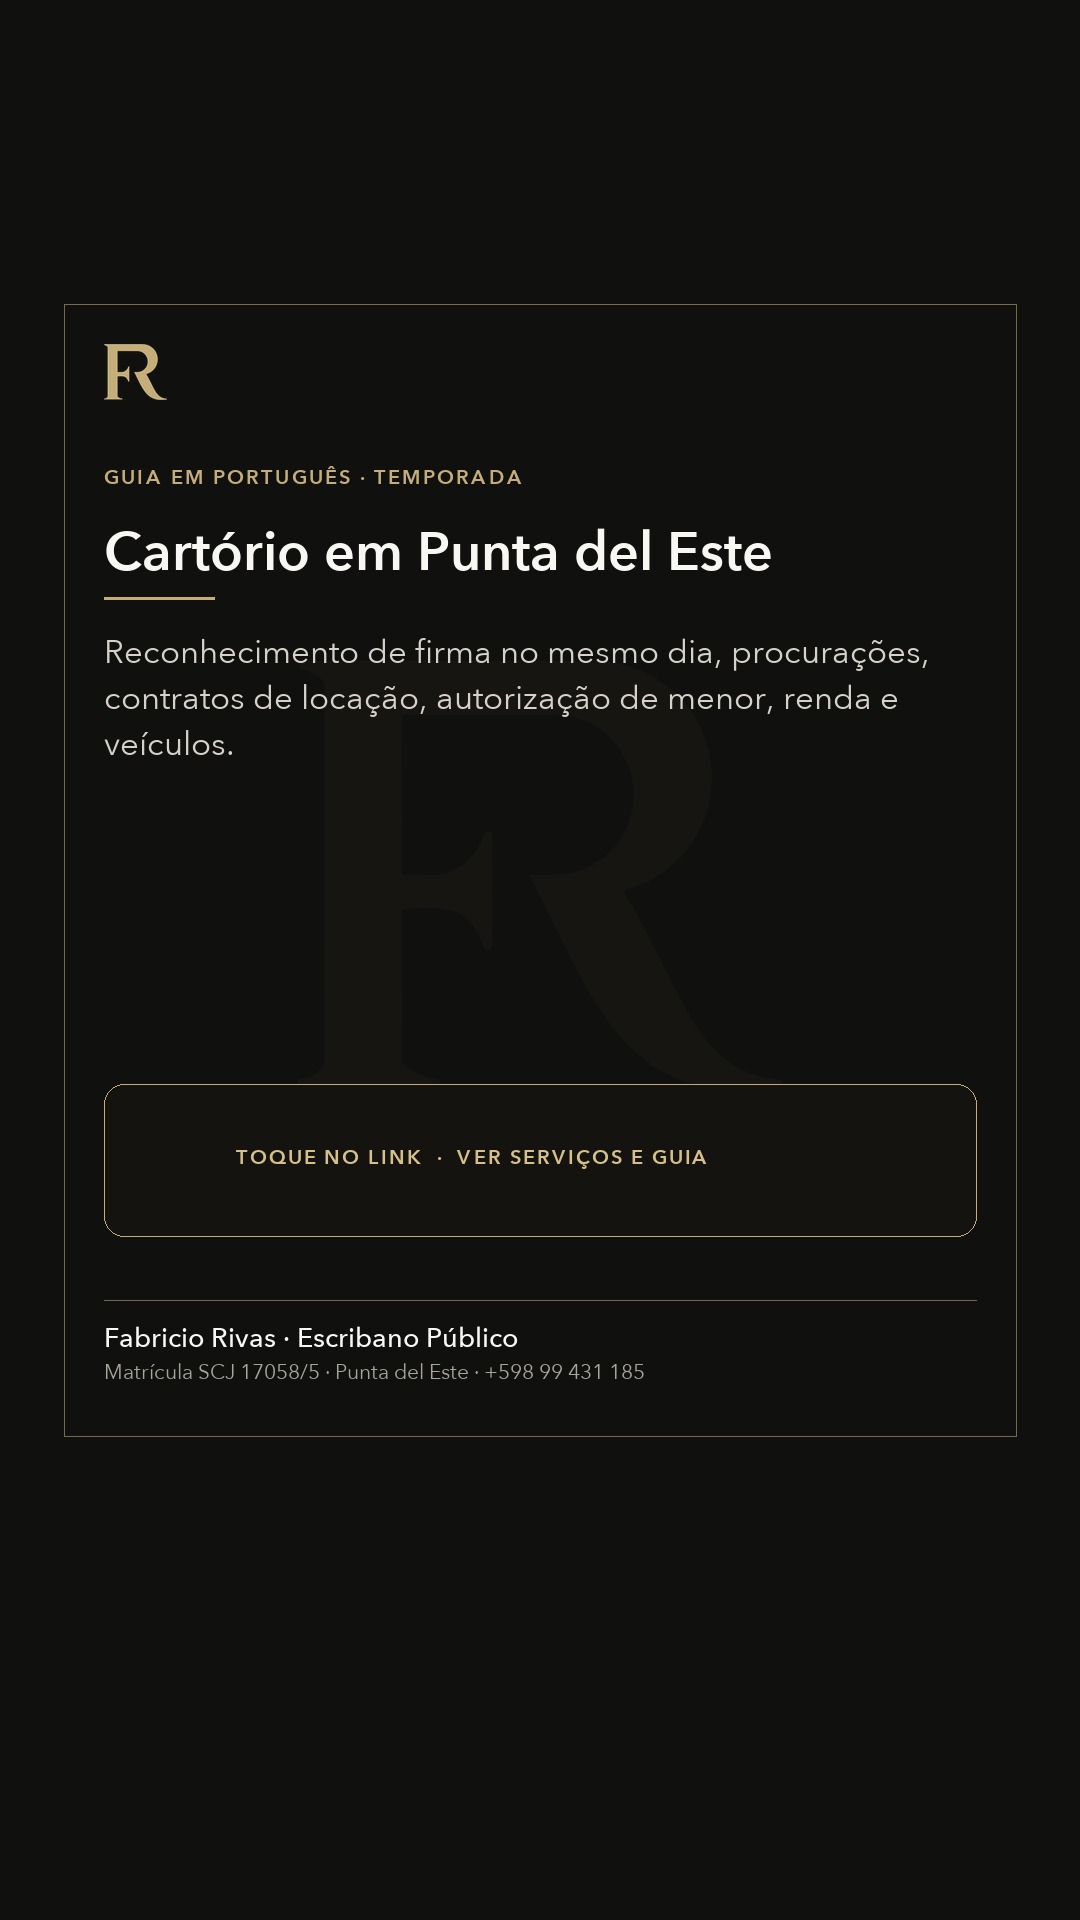 FR
GUIA EM PORTUGUÊS · TEMPORADA
Cartório em Punta del Este
Reconhecimento de firma no mesmo dia, procurações,
contratos de locação, autorização de menor, renda e
veículos.
TOQUE NO LINK · VER SERVIÇOS E GUIA
Fabricio Rivas · Escribano Público
Matrícula SCJ 17058/5 · Punta del Este · +598 99 431 185